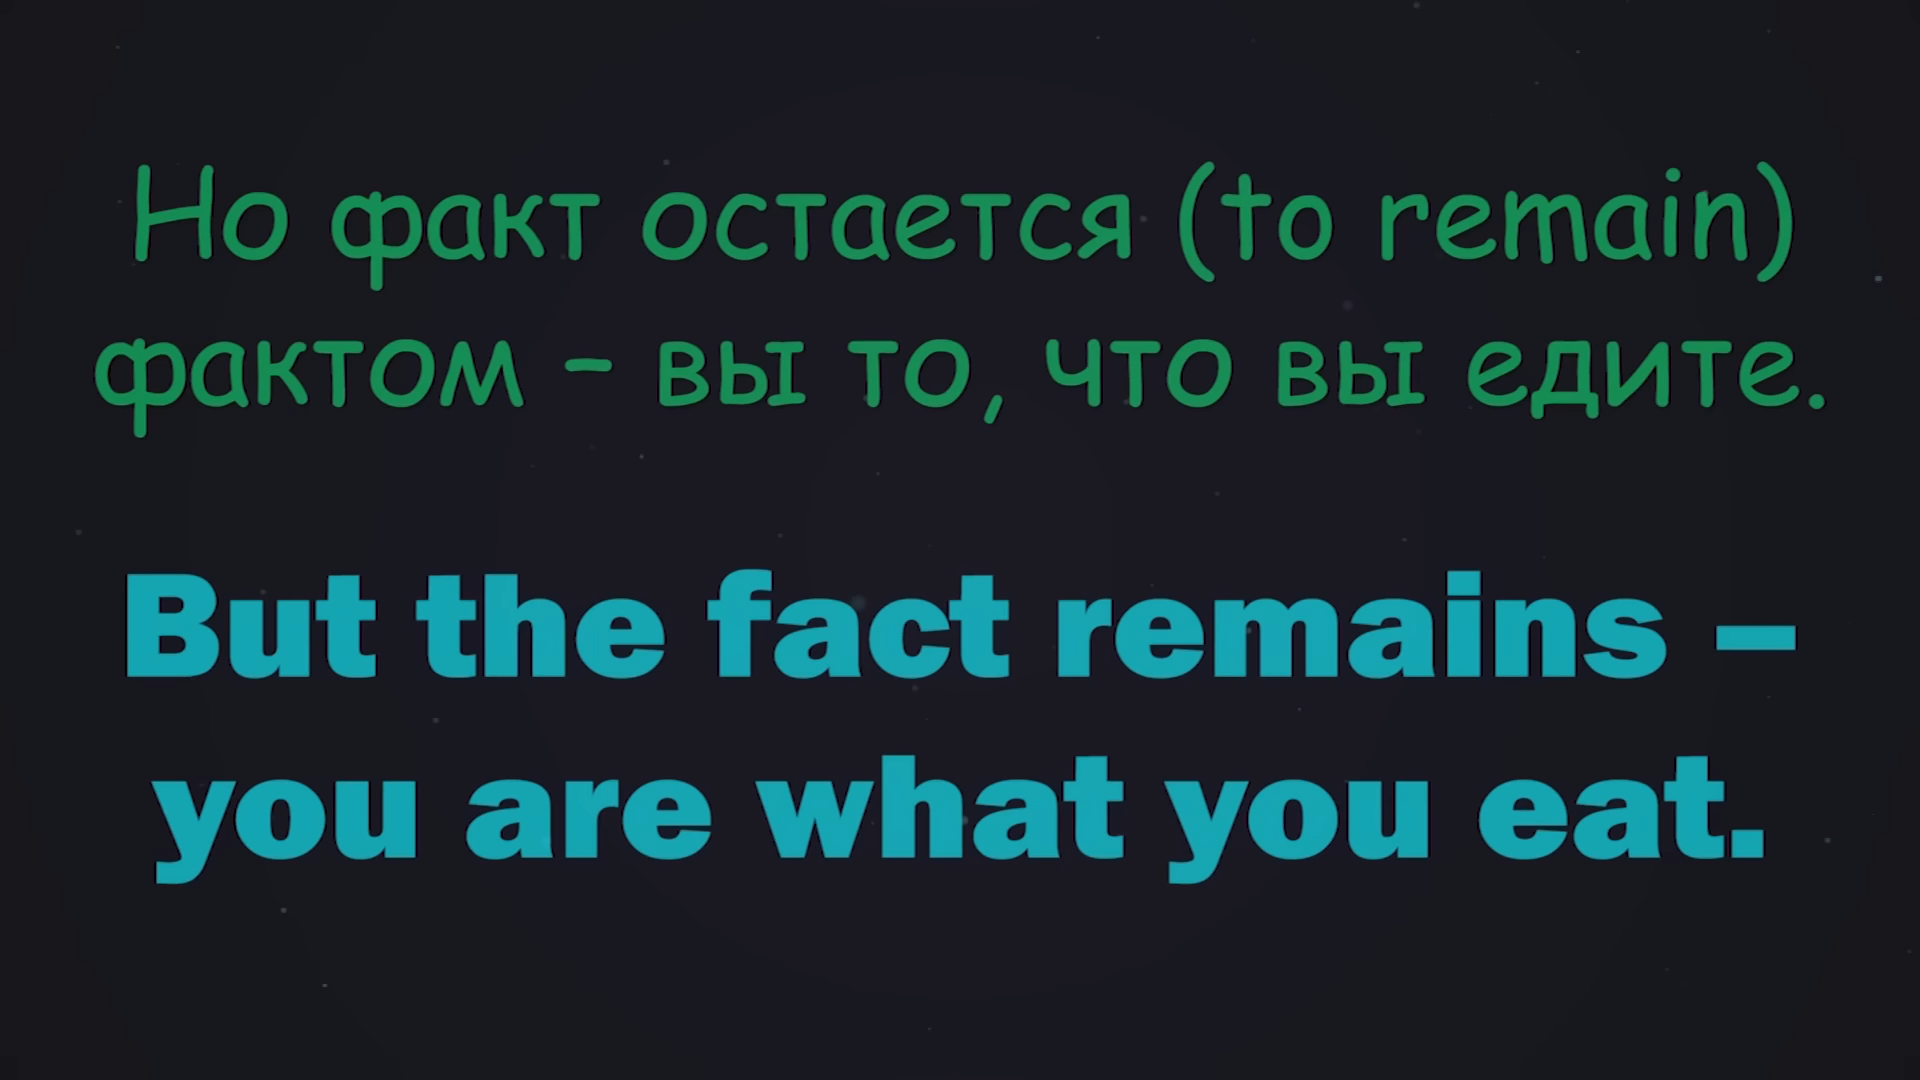 Но факт остается (to remain)
фактом – вы то, что вы едите.
But the fact remains –
you are what you eat.